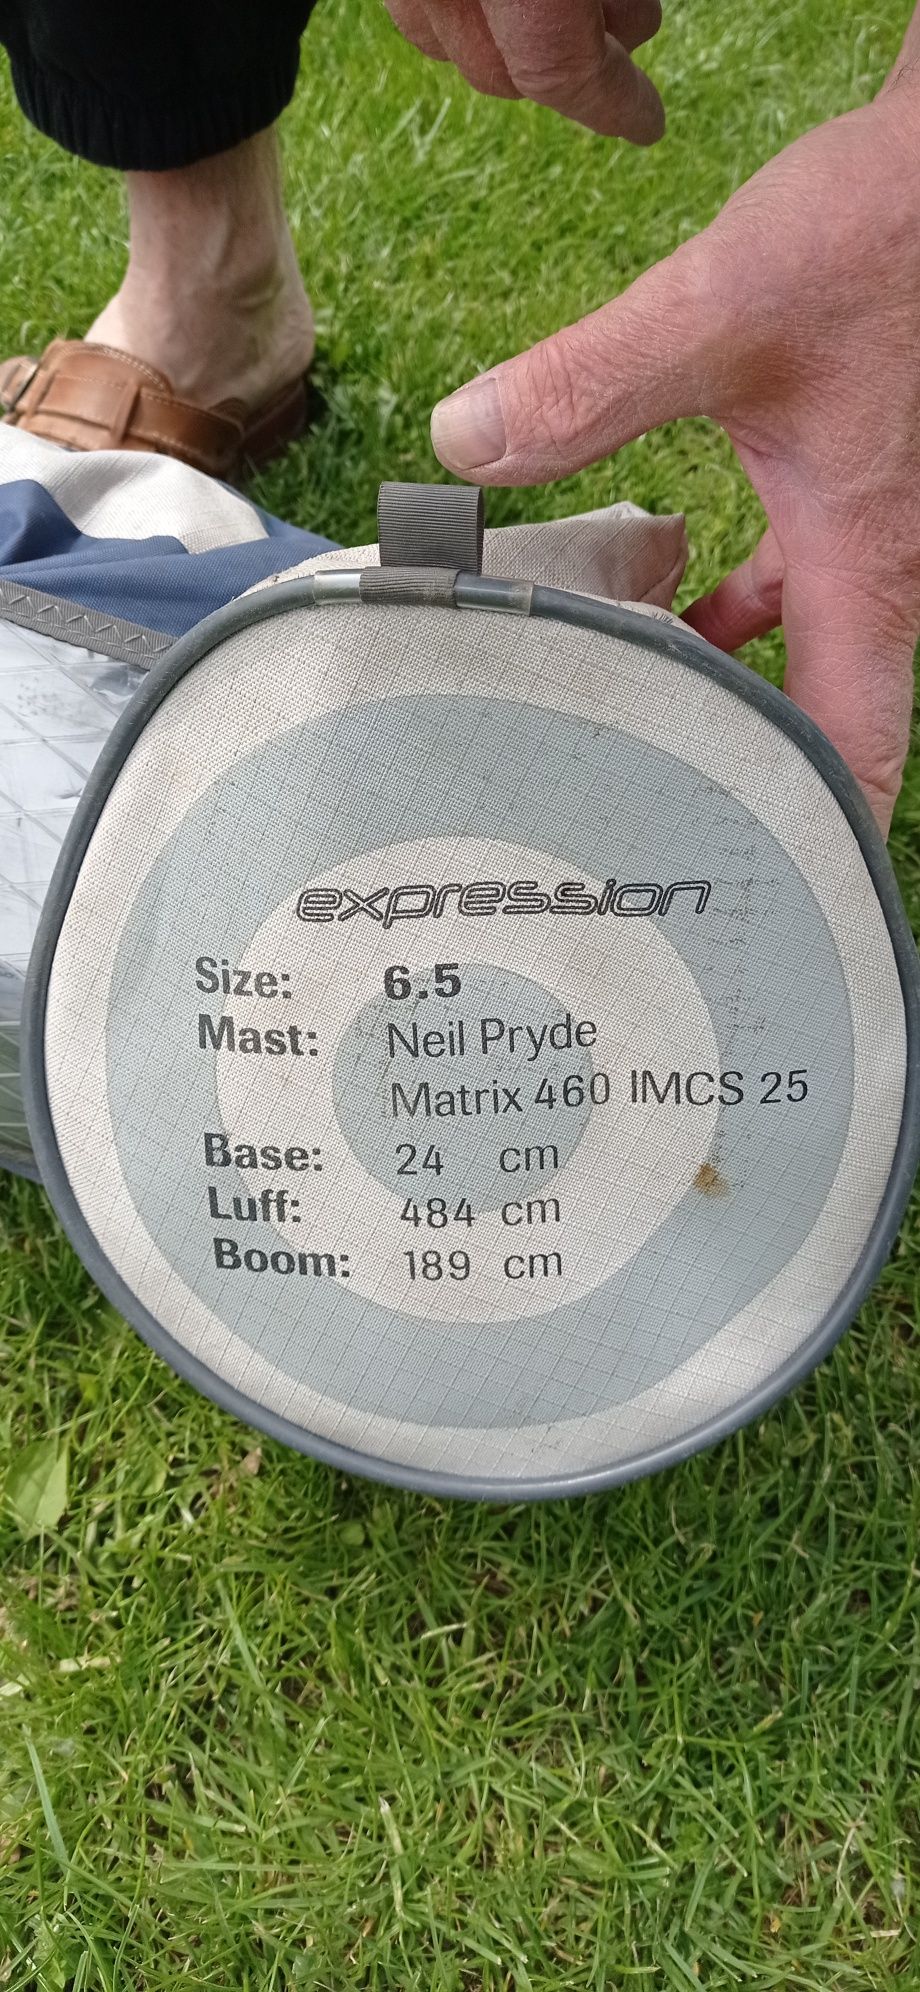 expression
Size: 6.5
Mast: Neil Pryde
Matrix 460 IMCS 25
Base: 24 cm
Luff: 484 cm
Boom: 189 cm